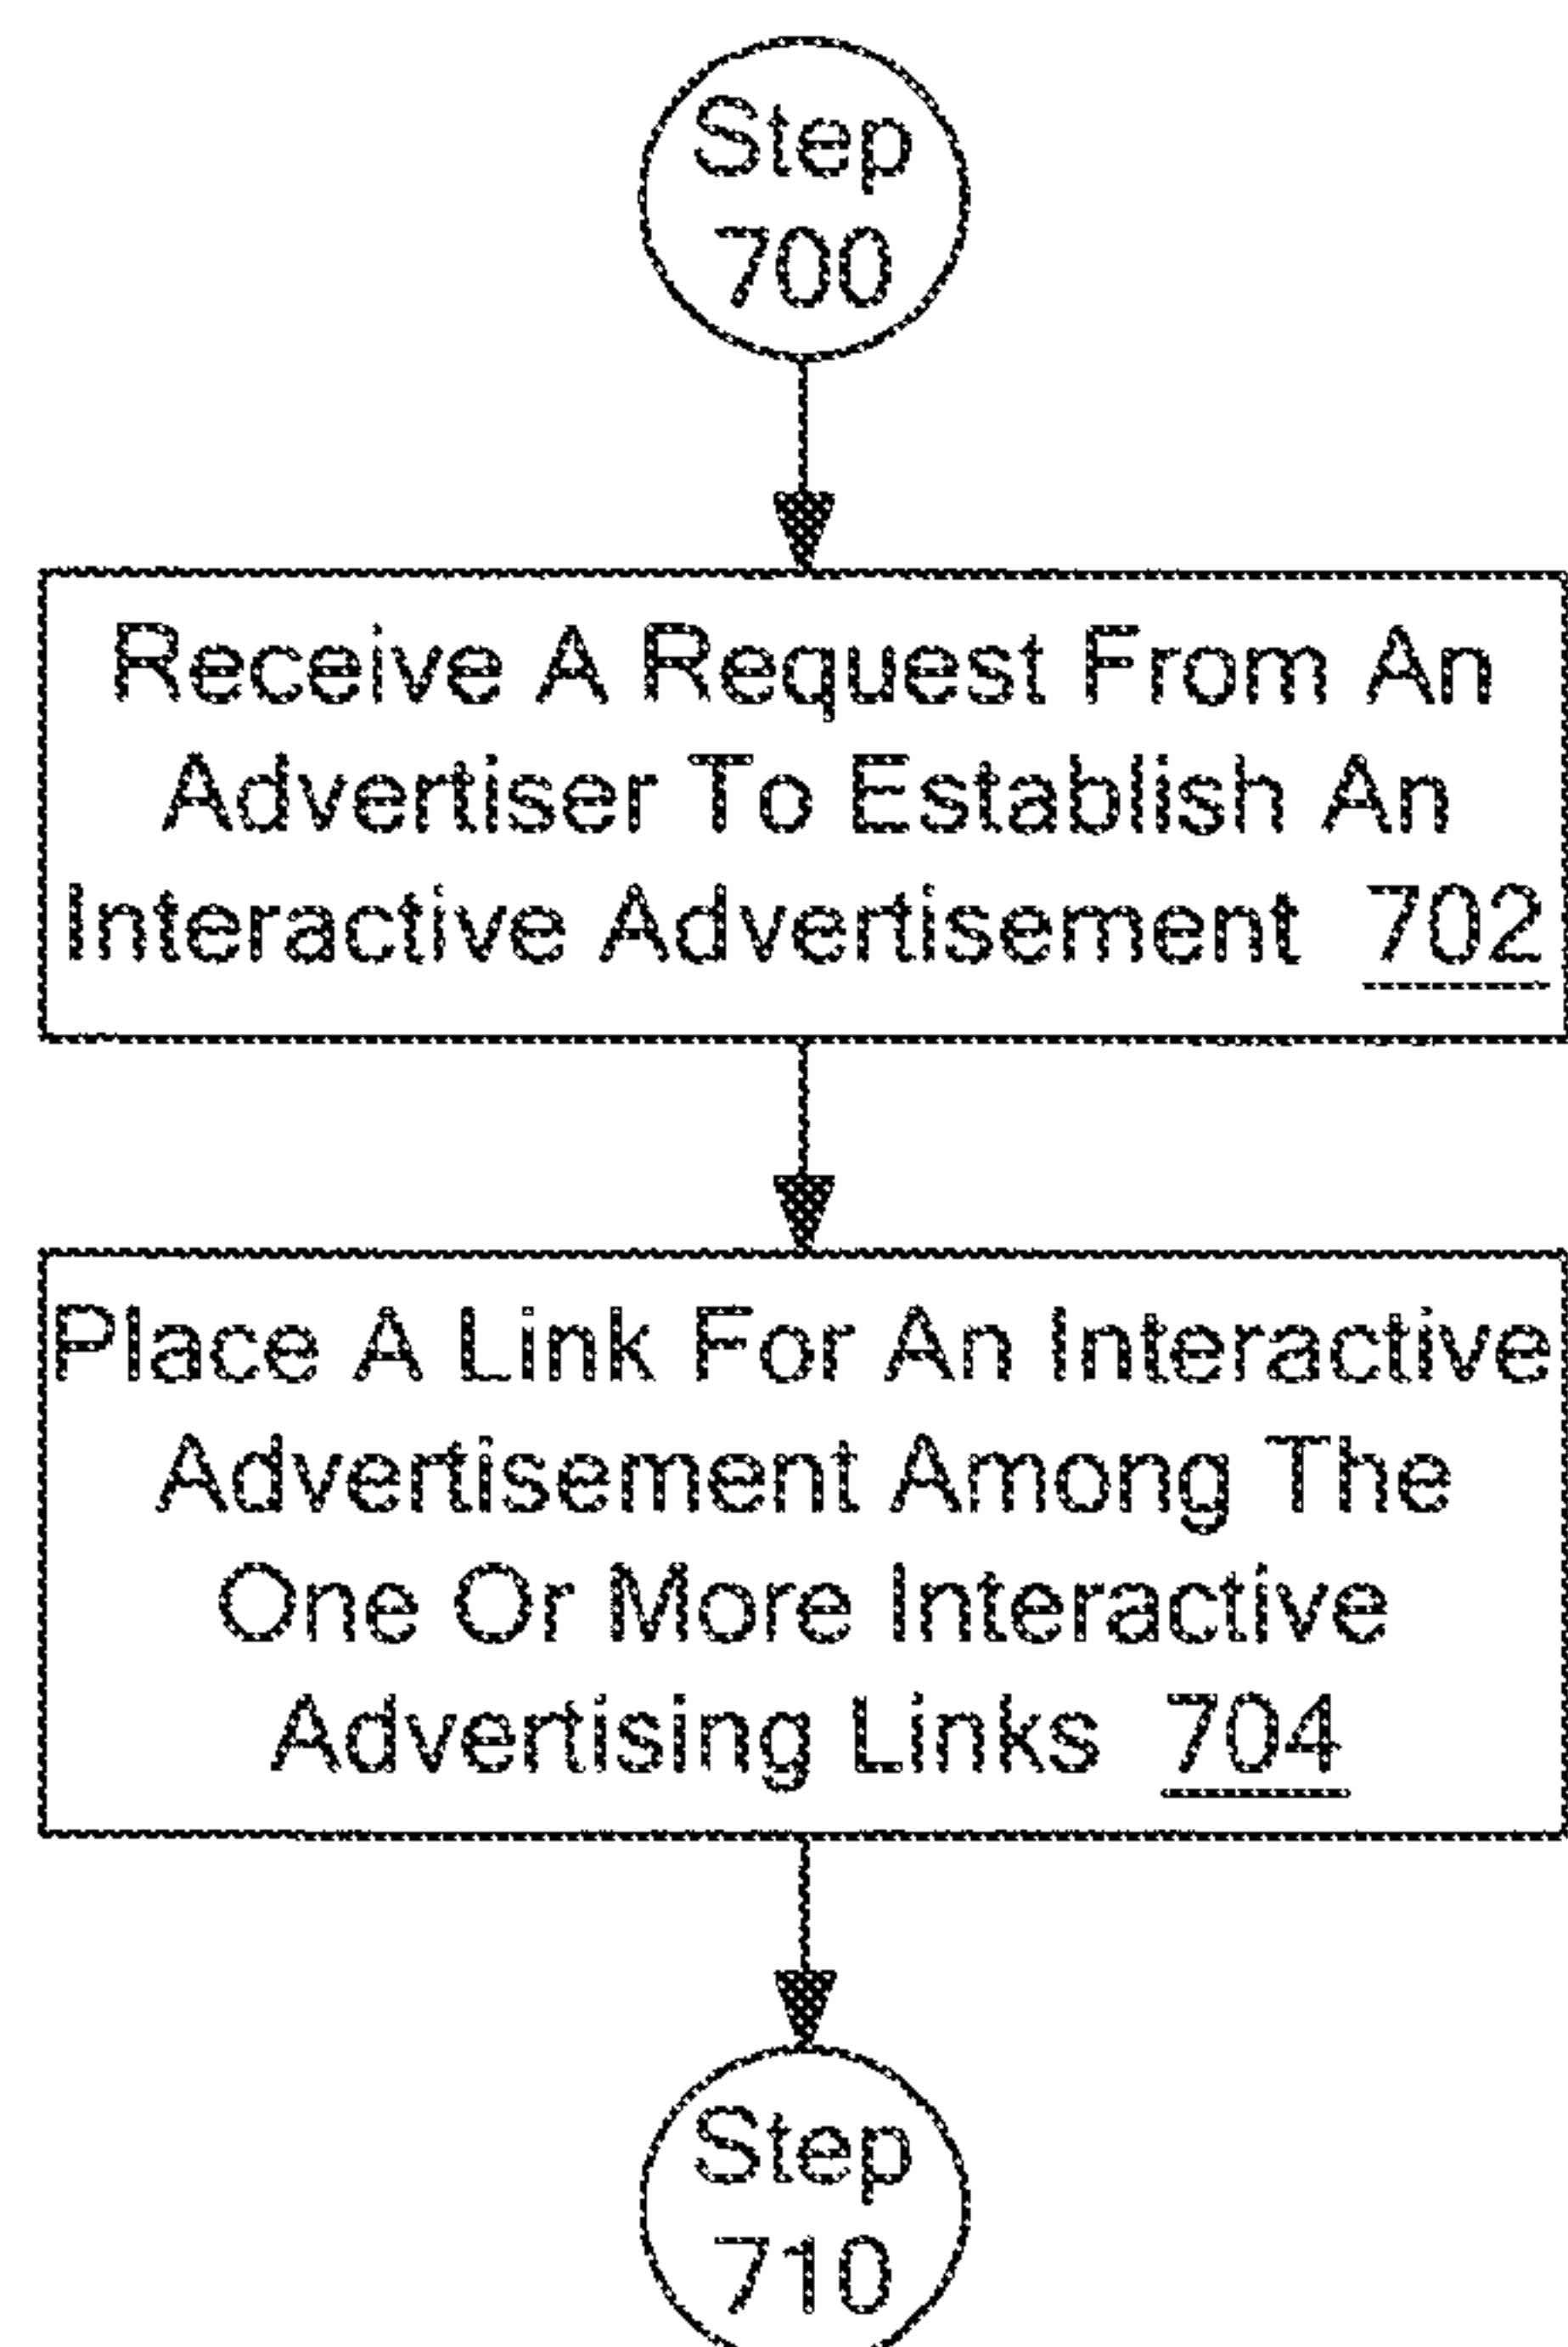 Step
700
Receive A Request From An
Advertiser To Establish An
Interactive Advertisement 702
Place A Link For An Interactive
Advertisement Among The
One Or More Interactive
Advertising Links 704
Step
710